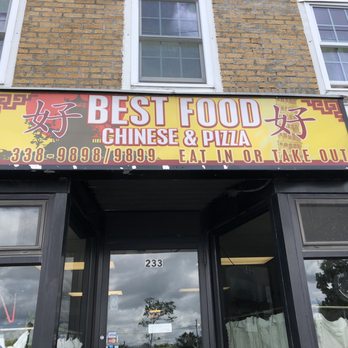 好 BEST FOOD 好
CHINESE & PIZZA
338-9898/9899 EAT IN OR TAKE OUT
233